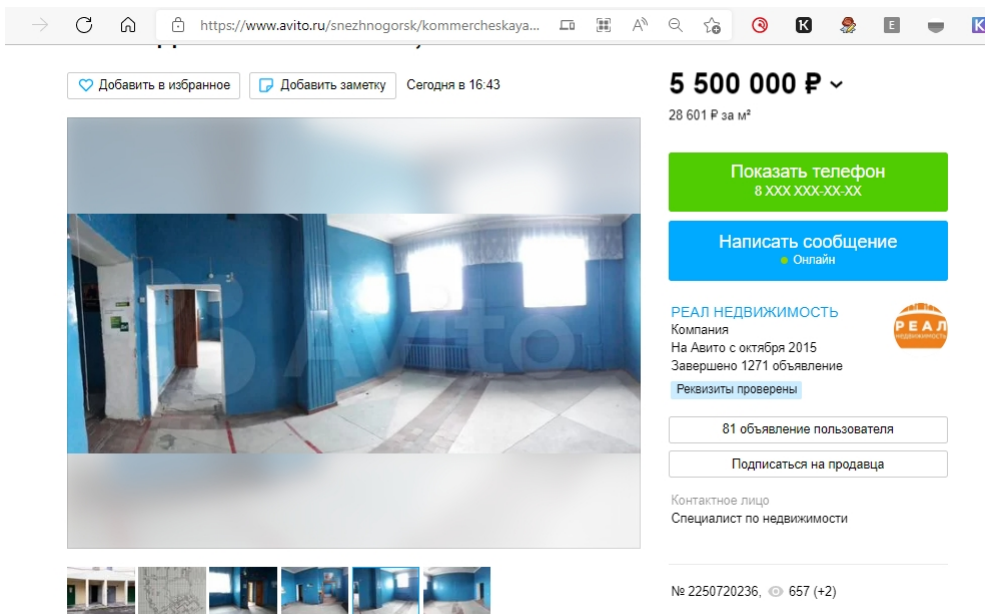 https://www.avito.ru/snezhnogorsk/kommercheskaya...
Добавить в избранное
Добавить заметку
Сегодня в 16:43
5 500 000 ₽
28 601 ₽ за м²
Показать телефон
8 XXX XXX-XX-XX
Написать сообщение
Онлайн
Avito
РЕАЛ НЕДВИЖИМОСТЬ
РЕАЛ
НЕДВИЖИМОСТЬ
Компания
На Авито с октября 2015
Завершено 1271 объявление
Реквизиты проверены
81 объявление пользователя
Подписаться на продавца
Контактное лицо
Специалист по недвижимости
№ 2250720236, 657 (+2)